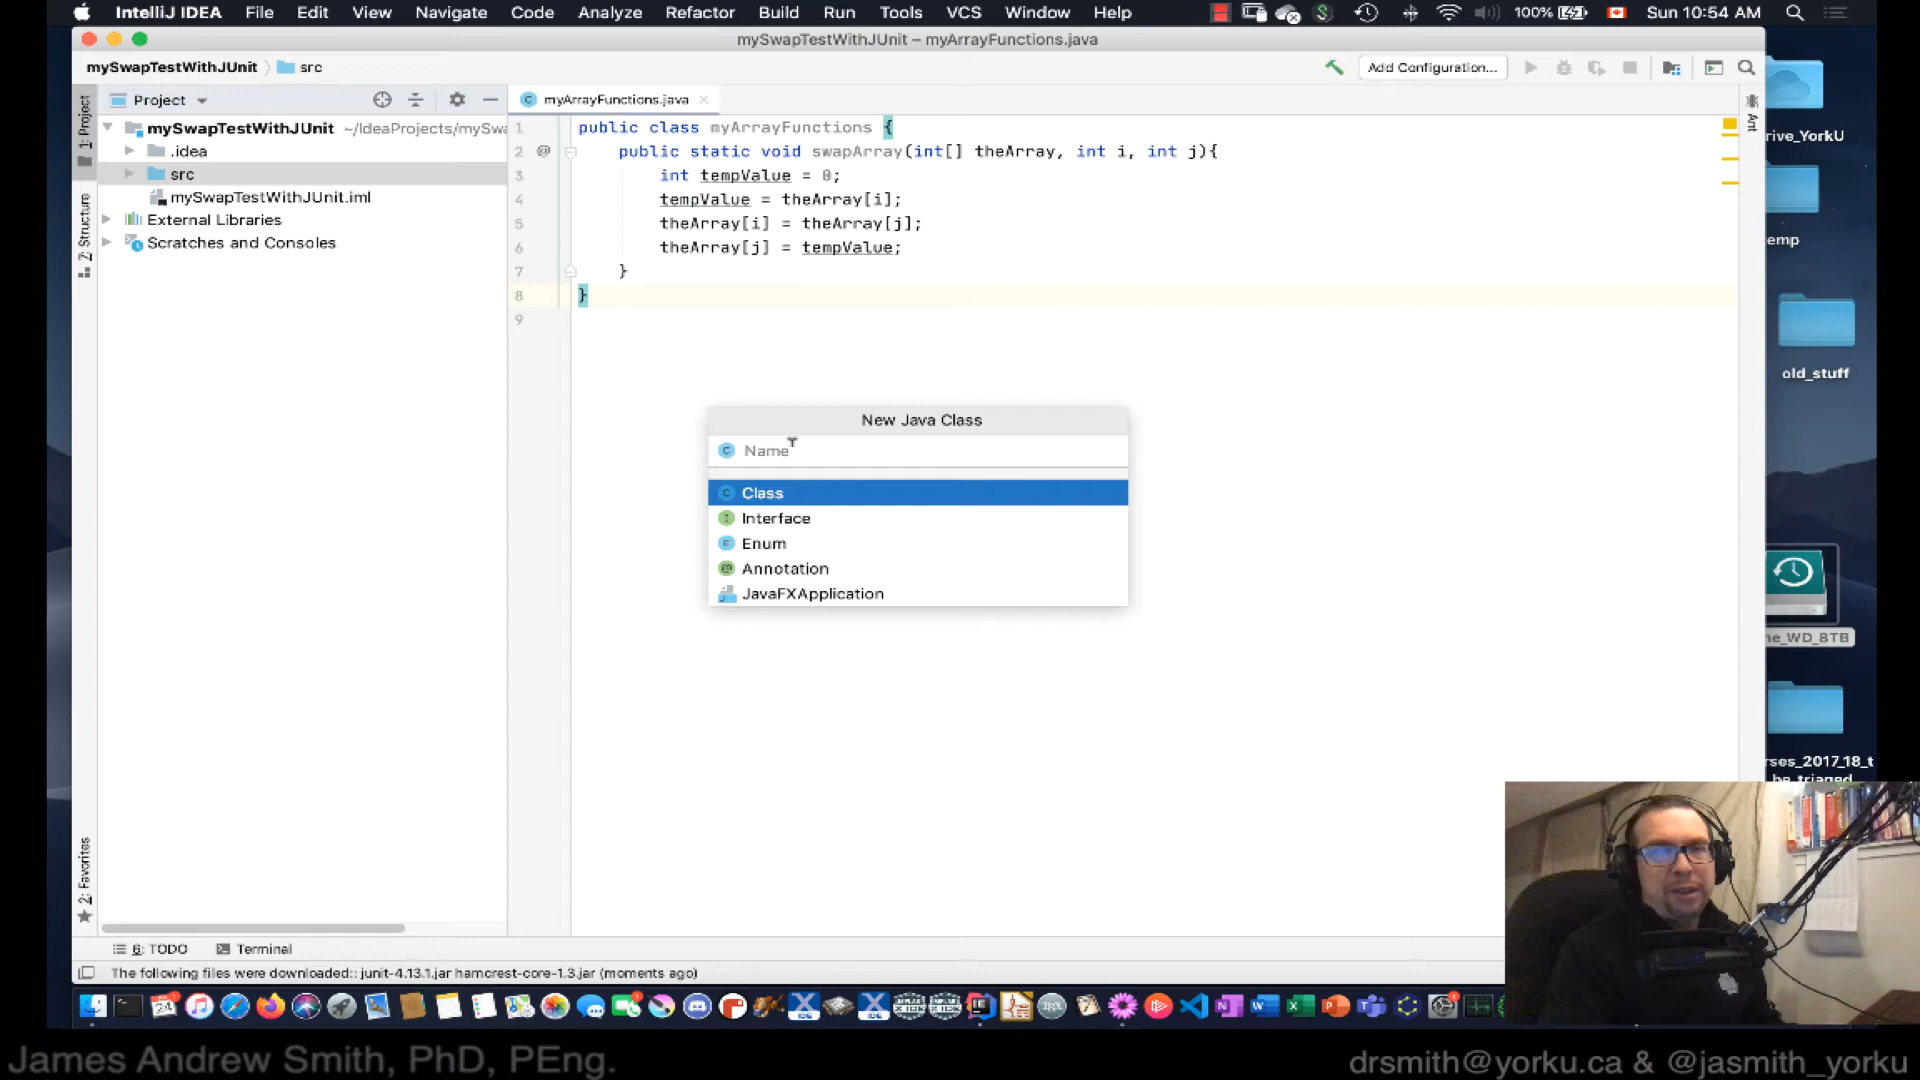 IntelliJ IDEA File Edit View Navigate Code Analyze Refactor Build Run Tools VCS Window Help 100% Sun 10:54 AM
mySwapTestWithJUnit – myArrayFunctions.java
mySwapTestWithJUnit src
Add Configuration...
Project
myArrayFunctions.java
1: Project
Ant
mySwapTestWithJUnit ~/IdeaProjects/mySwa
.idea
src
mySwapTestWithJUnit.iml
External Libraries
Scratches and Consoles
Z: Structure
2: Favorites
1 public class myArrayFunctions {
2 public static void swapArray(int[] theArray, int i, int j){
3 int tempValue = 0;
4 tempValue = theArray[i];
5 theArray[i] = theArray[j];
6 theArray[j] = tempValue;
7 }
8 }
9
New Java Class
Name
Class
Interface
Enum
Annotation
JavaFXApplication
rive_YorkU
emp
old_stuff
ne_WD_8TB
rses_2017_18_t
be_triaged
6: TODO Terminal
The following files were downloaded:: junit-4.13.1.jar hamcrest-core-1.3.jar (moments ago)
James Andrew Smith, PhD, PEng.
drsmith@yorku.ca & @jasmith_yorku